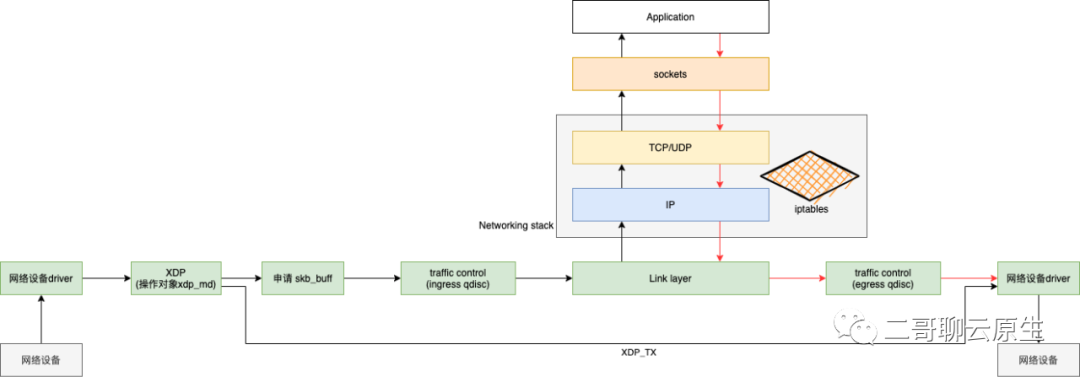 Application
sockets
TCP/UDP
IP
iptables
Networking stack
网络设备driver
XDP
(操作对象xdp_md)
申请 skb_buff
traffic control
(ingress qdisc)
Link layer
traffic control
(egress qdisc)
网络设备driver
二哥聊云原生
XDP_TX
网络设备
网络设备